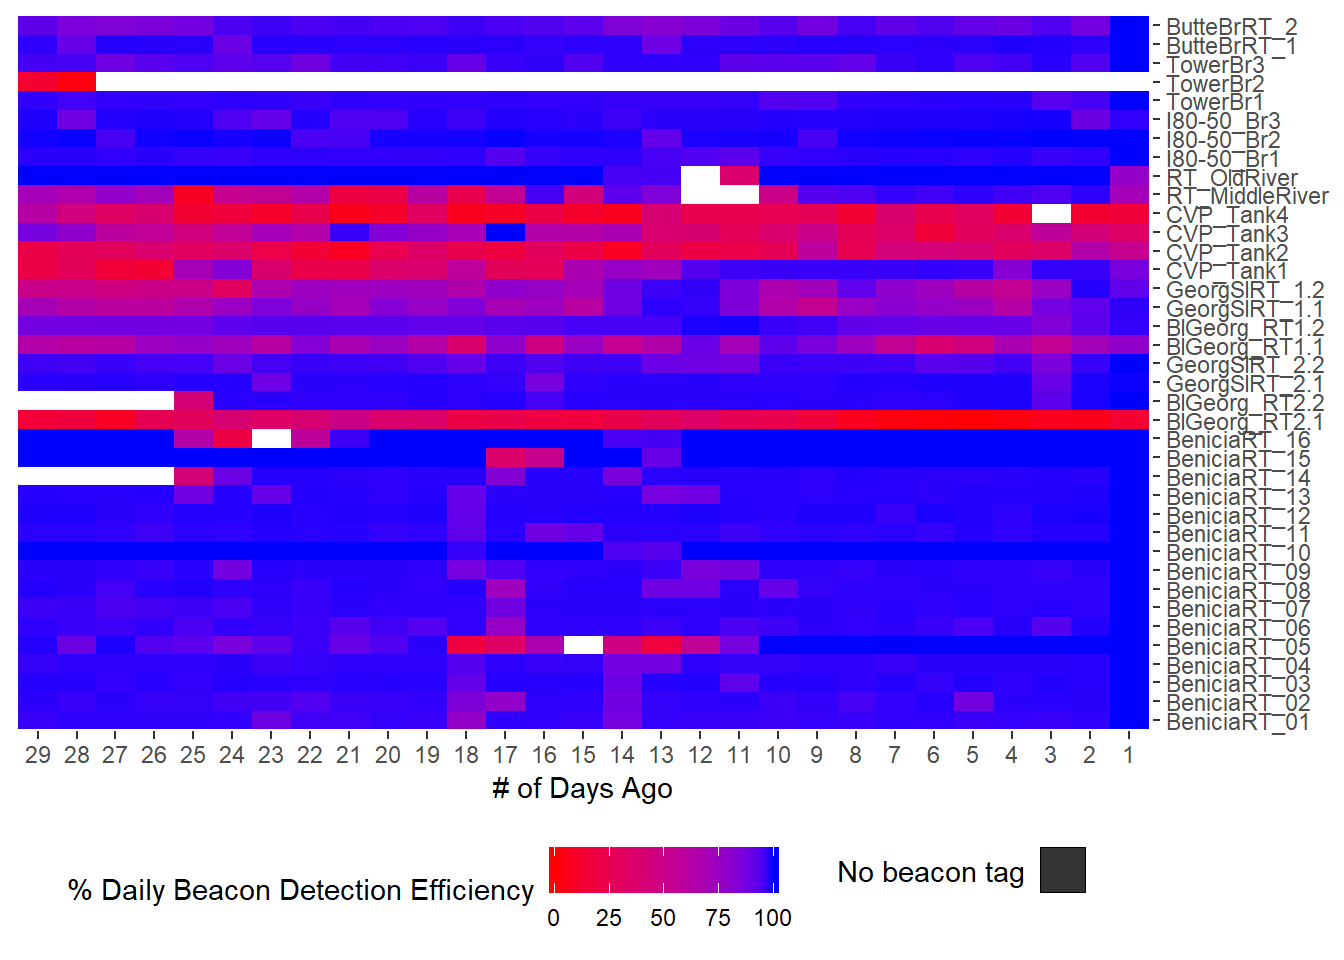 ButteBrRT_2
ButteBrRT_1
TowerBr3
TowerBr2
TowerBr1
I80-50_Br3
I80-50_Br2
I80-50_Br1
RT_OldRiver
RT_MiddleRiver
CVP_Tank4
CVP_Tank3
CVP_Tank2
CVP_Tank1
GeorgSlRT_1.2
GeorgSlRT_1.1
BlGeorg_RT1.2
BlGeorg_RT1.1
GeorgSlRT_2.2
GeorgSlRT_2.1
BlGeorg_RT2.2
BlGeorg_RT2.1
BeniciaRT_16
BeniciaRT_15
BeniciaRT_14
BeniciaRT_13
BeniciaRT_12
BeniciaRT_11
BeniciaRT_10
BeniciaRT_09
BeniciaRT_08
BeniciaRT_07
BeniciaRT_06
BeniciaRT_05
BeniciaRT_04
BeniciaRT_03
BeniciaRT_02
BeniciaRT_01
29 28 27 26 25 24 23 22 21 20 19 18 17 16 15 14 13 12 11 10 9 8 7 6 5 4 3 2 1
# of Days Ago
% Daily Beacon Detection Efficiency
0 25 50 75 100
No beacon tag